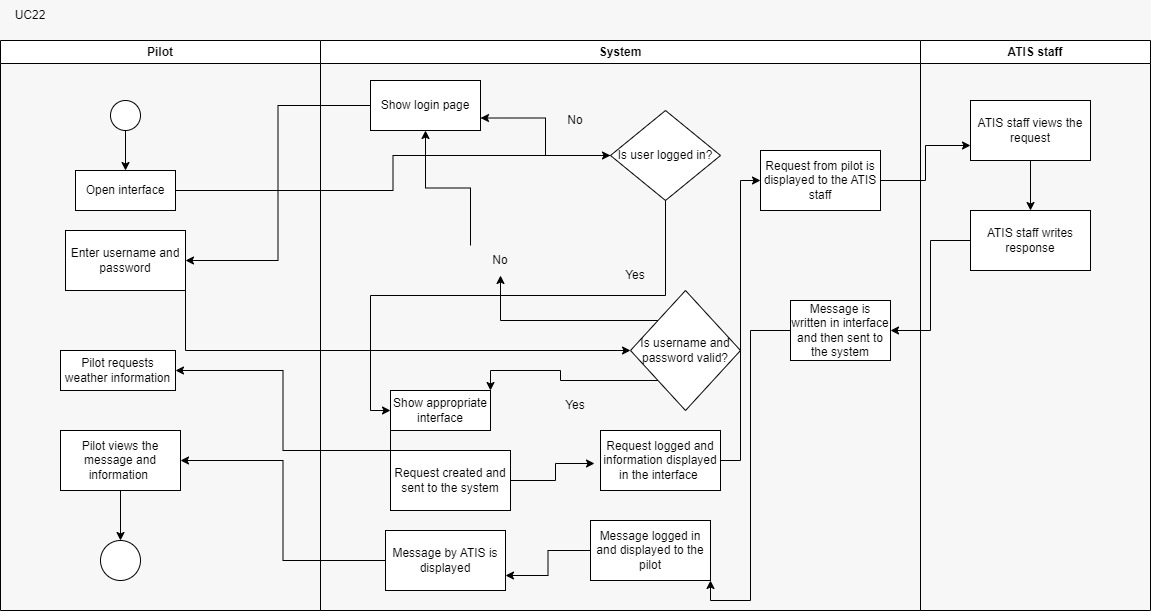 UC22
Pilot
System
ATIS staff
Show login page
No
Is user logged in?
ATIS staff views the
request
Open interface
Request from pilot is
displayed to the ATIS
staff
Enter username and
password
No
Yes
ATIS staff writes
response
Message is
written in interface
and then sent to
the system
Is username and
password valid?
Pilot requests
weather information
Show appropriate
interface
Yes
Pilot views the
message and
information
Request created and
sent to the system
Request logged and
information displayed
in the interface
Message by ATIS is
displayed
Message logged in
and displayed to the
pilot